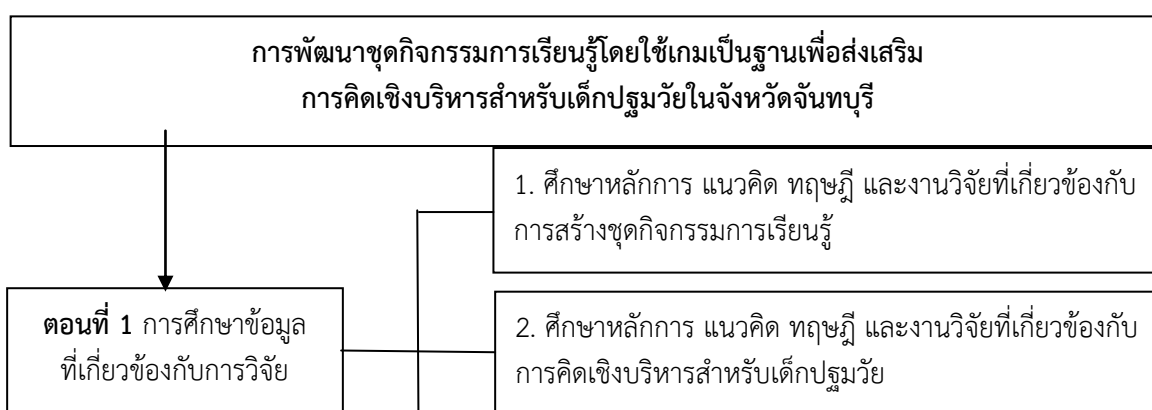 การพัฒนาชุดกิจกรรมการเรียนรู้โดยใช้เกมเป็นฐานเพื่อส่งเสริม
การคิดเชิงบริหารสำหรับเด็กปฐมวัยในจังหวัดจันทบุรี
1. ศึกษาหลักการ แนวคิด ทฤษฎี และงานวิจัยที่เกี่ยวข้องกับ
การสร้างชุดกิจกรรมการเรียนรู้
ตอนที่ 1 การศึกษาข้อมูล
ที่เกี่ยวข้องกับการวิจัย
2. ศึกษาหลักการ แนวคิด ทฤษฎี และงานวิจัยที่เกี่ยวข้องกับ
การคิดเชิงบริหารสำหรับเด็กปฐมวัย